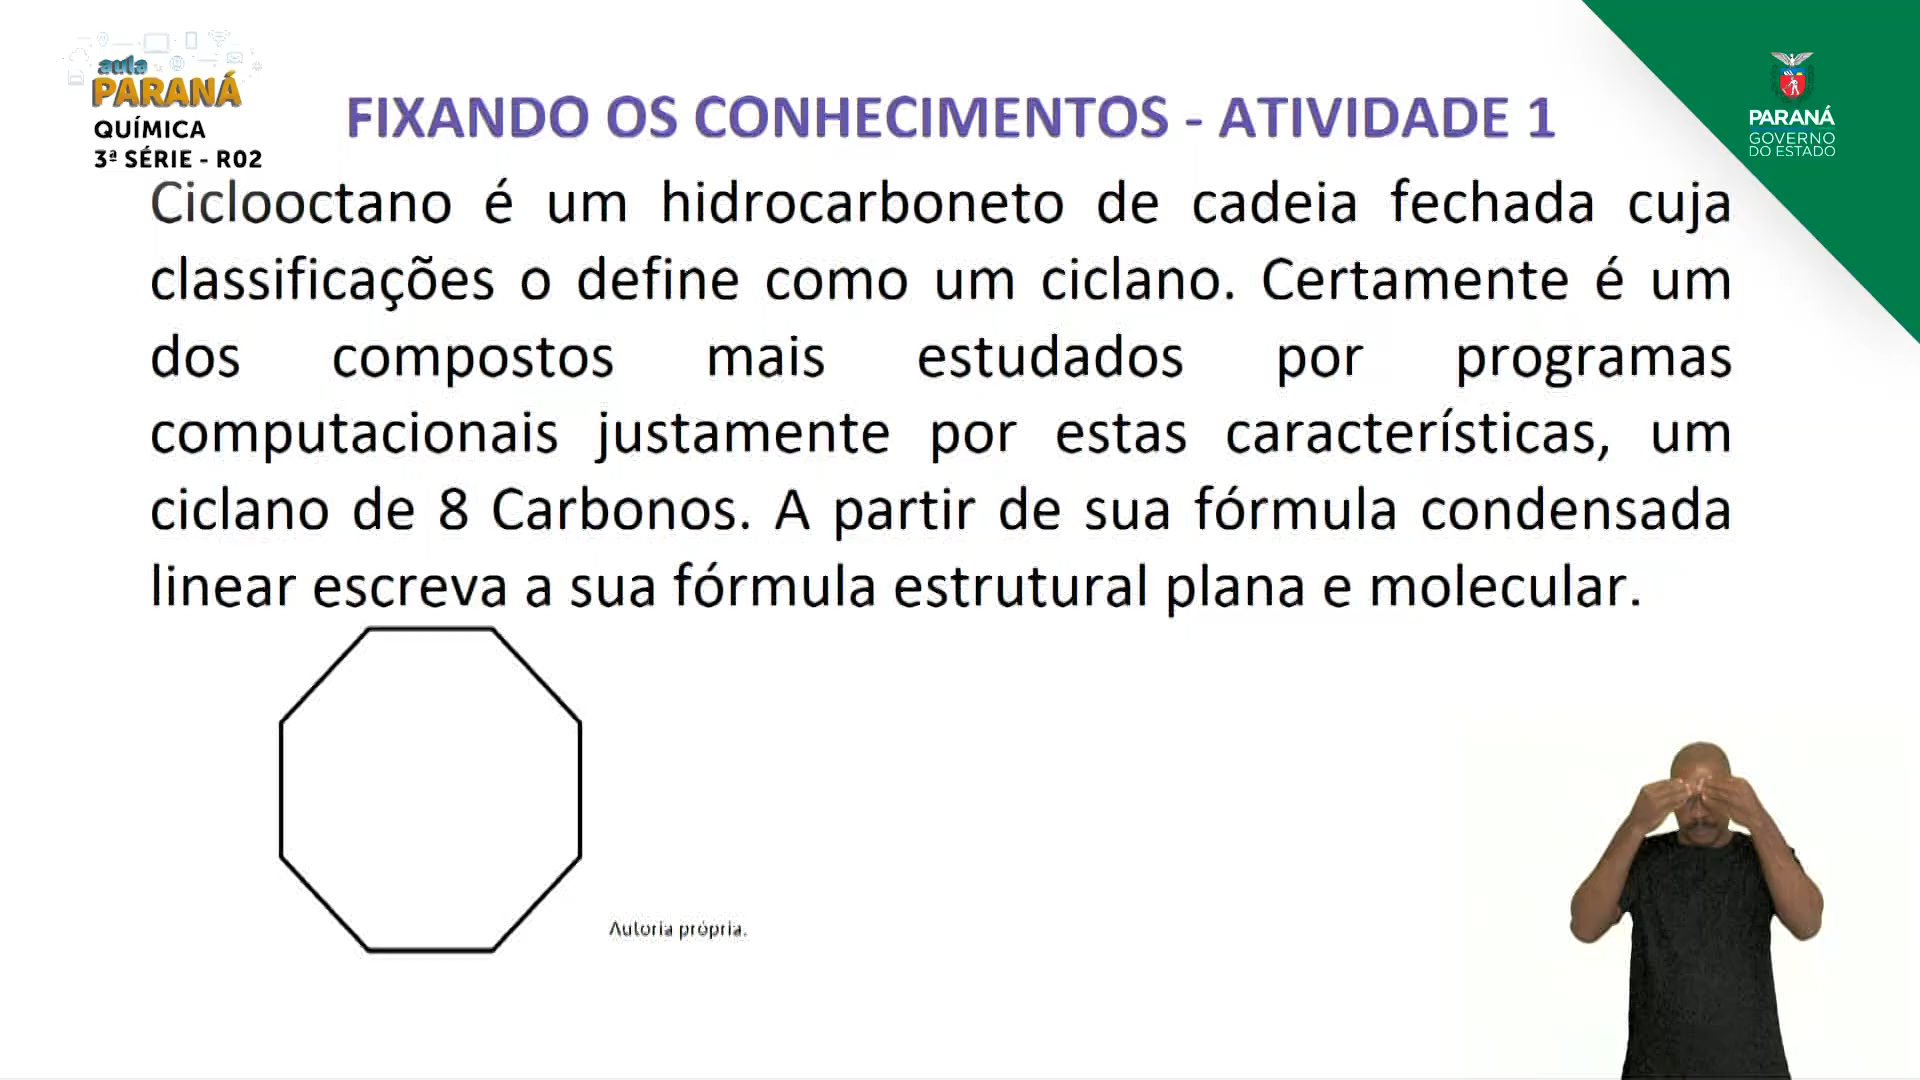 aula
PARANÁ
QUÍMICA
3ª SÉRIE - R02
FIXANDO OS CONHECIMENTOS - ATIVIDADE 1
PARANÁ
GOVERNO
DO ESTADO
Ciclooctano é um hidrocarboneto de cadeia fechada cuja
classificações o define como um ciclano. Certamente é um
dos compostos mais estudados por programas
computacionais justamente por estas características, um
ciclano de 8 Carbonos. A partir de sua fórmula condensada
linear escreva a sua fórmula estrutural plana e molecular.
Autoria própria.